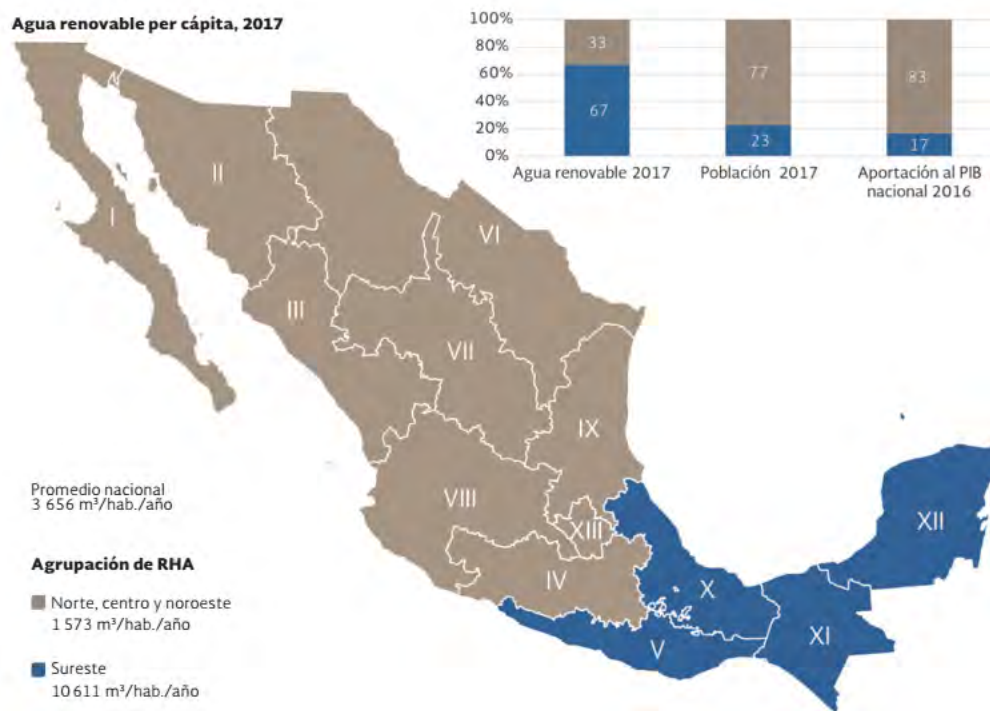 Agua renovable per cápita, 2017
100%
80%
60%
40%
20%
0%
33
67
77
23
83
17
Agua renovable 2017
Población 2017
Aportación al PIB
nacional 2016
I
II
III
VI
VII
IX
VIII
XIII
IV
X
V
XI
XII
Promedio nacional
3 656 m³/hab./año
Agrupación de RHA
Norte, centro y noroeste
1 573 m³/hab./año
Sureste
10 611 m³/hab./año